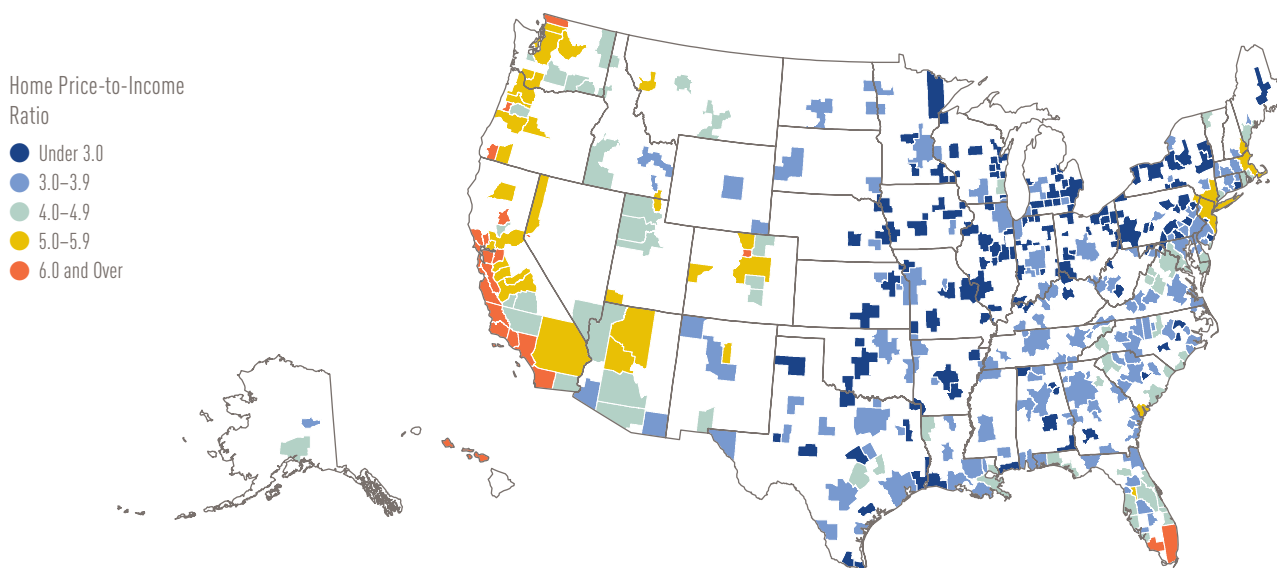 Home Price-to-Income
Ratio
Under 3.0
3.0–3.9
4.0–4.9
5.0–5.9
6.0 and Over